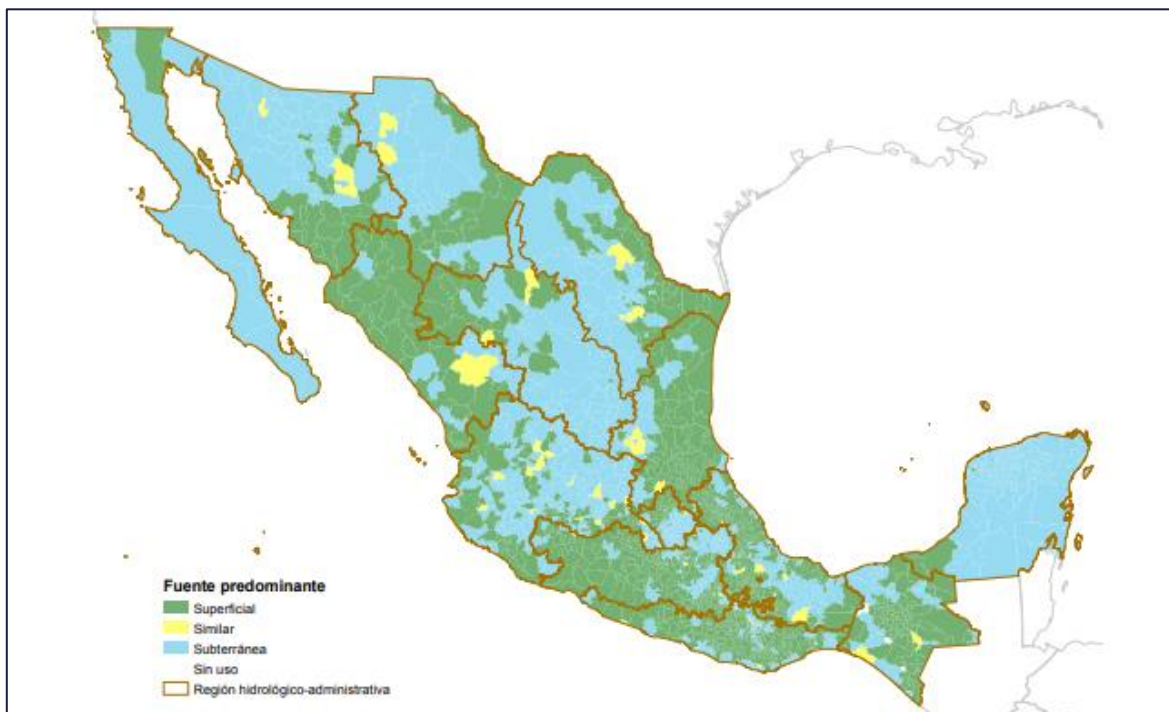 Fuente predominante
Superficial
Similar
Subterránea
Sin uso
Región hidrológico-administrativa